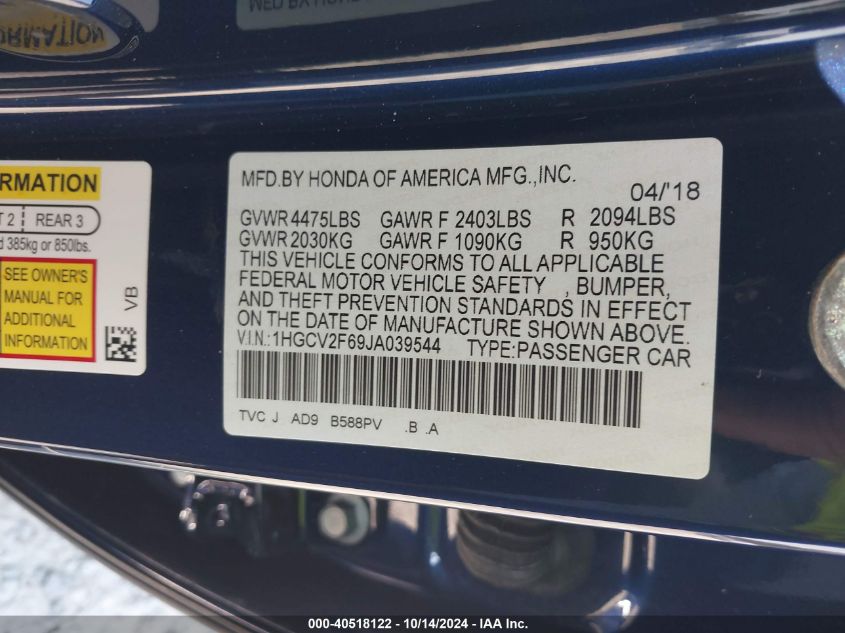 RMATION
T 2 REAR 3
d 385kg or 850lbs.
SEE OWNER'S
MANUAL FOR
ADDITIONAL
INFORMATION
VB
MFD.BY HONDA OF AMERICA MFG.,INC.
04/'18
GVWR 4475LBS GAWR F 2403LBS R 2094LBS
GVWR 2030KG GAWR F 1090KG R 950KG
THIS VEHICLE CONFORMS TO ALL APPLICABLE
FEDERAL MOTOR VEHICLE SAFETY , BUMPER,
AND THEFT PREVENTION STANDARDS IN EFFECT
ON THE DATE OF MANUFACTURE SHOWN ABOVE.
V.I.N.:1HGCV2F69JA039544 TYPE:PASSENGER CAR
TVC J AD9 B588PV .B .A
000-40518122 - 10/14/2024 - IAA Inc.